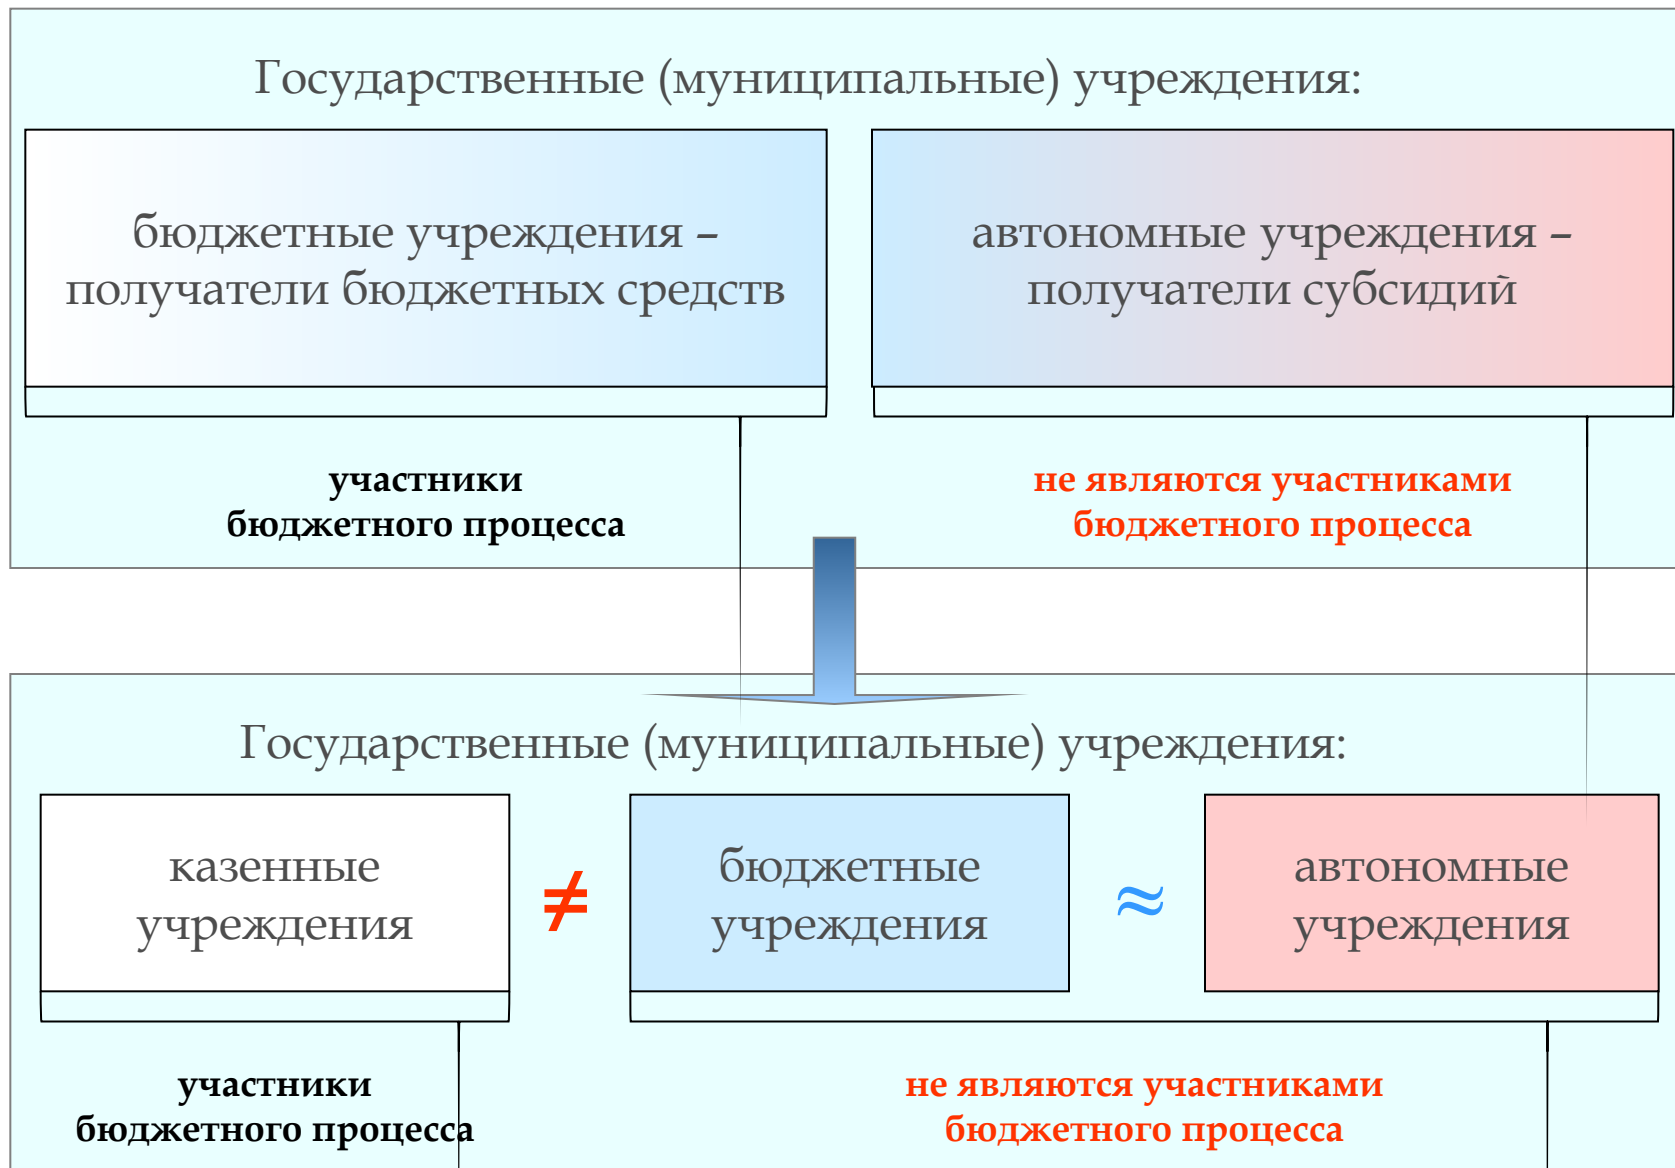 Государственные (муниципальные) учреждения:
бюджетные учреждения –
получатели бюджетных средств
автономные учреждения –
получатели субсидий
участники
бюджетного процесса
не являются участниками
бюджетного процесса
Государственные (муниципальные) учреждения:
казенные
учреждения
≠
бюджетные
учреждения
≈
автономные
учреждения
участники
бюджетного процесса
не являются участниками
бюджетного процесса